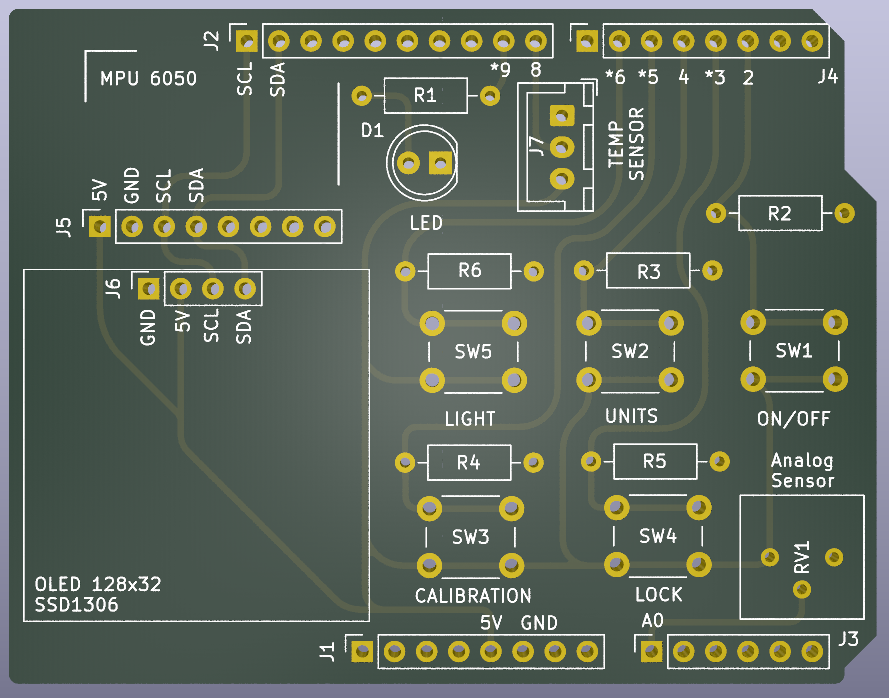 J2
SCL
SDA
*9 8
*6 *5 4 *3 2
J4
MPU 6050
R1
D1
LED
J7
TEMP
SENSOR
R2
J5
5V
GND
SCL
SDA
J6
GND
5V
SCL
SDA
R6
R3
SW5
SW2
SW1
LIGHT
UNITS
ON/OFF
R4
R5
Analog
Sensor
SW3
SW4
RV1
OLED 128x32
SSD1306
CALIBRATION
LOCK
5V GND
A0
J1
J3